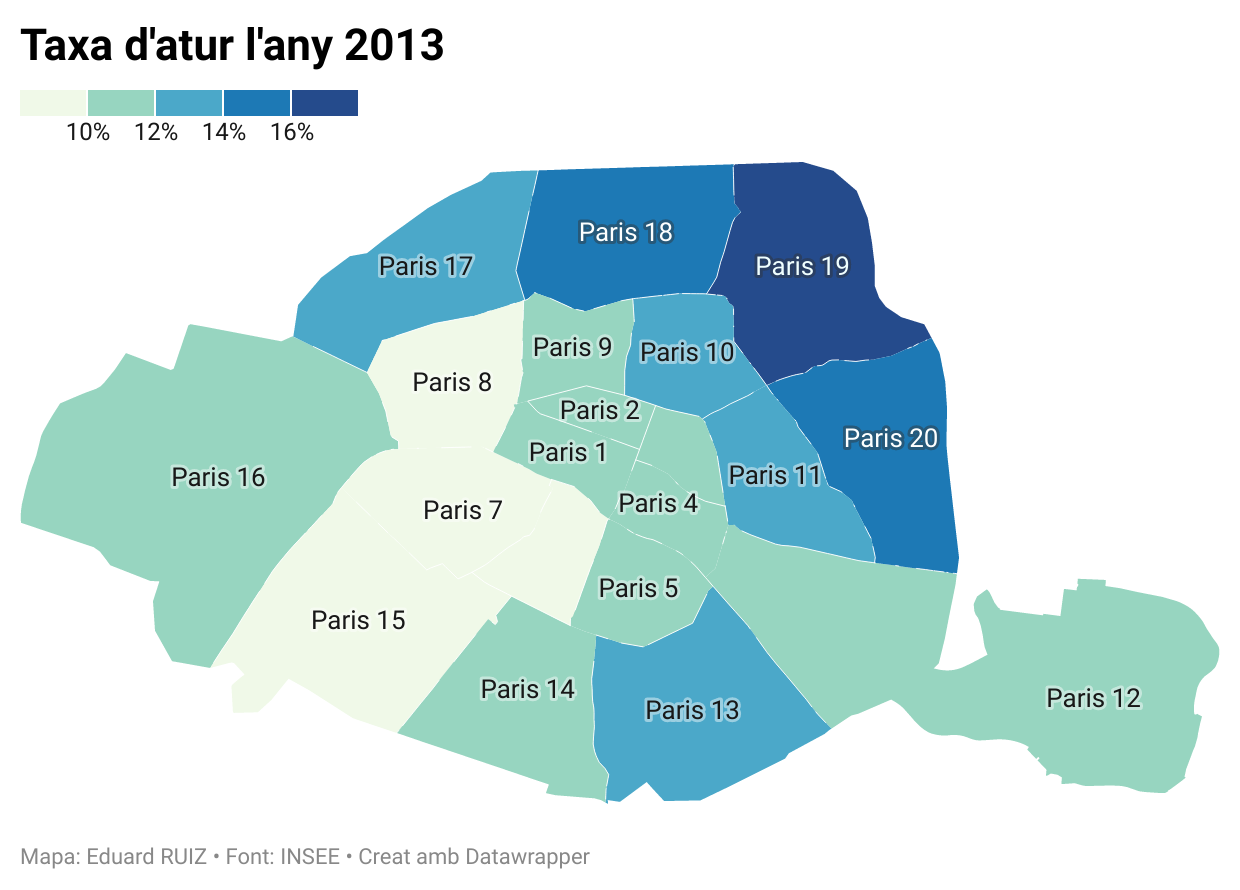 Taxa d'atur l'any 2013
10% 12% 14% 16%
Paris 18
Paris 17
Paris 19
Paris 9
Paris 10
Paris 8
Paris 2
Paris 20
Paris 1
Paris 16
Paris 11
Paris 4
Paris 7
Paris 5
Paris 15
Paris 14
Paris 12
Paris 13
Mapa: Eduard RUIZ • Font: INSEE • Creat amb Datawrapper